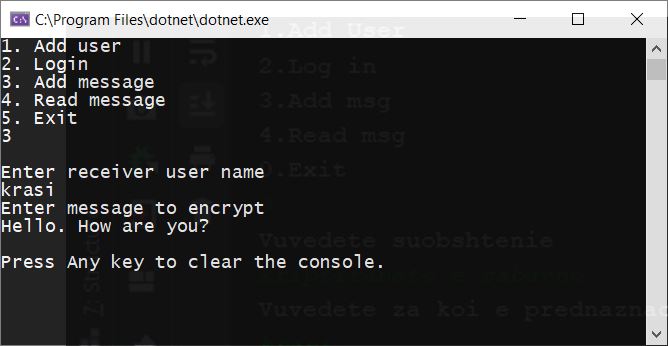 C:\Program Files\dotnet\dotnet.exe
1. Add user
2. Login
3. Add message
4. Read message
5. Exit
3
Enter receiver user name
krasi
Enter message to encrypt
Hello. How are you?
Press Any key to clear the console.
1.Add User
2.Log in
3.Add msg
4.Read msg
0.Exit
Vuvedete suobshtenie
Vuvedete za koi e prednaznac